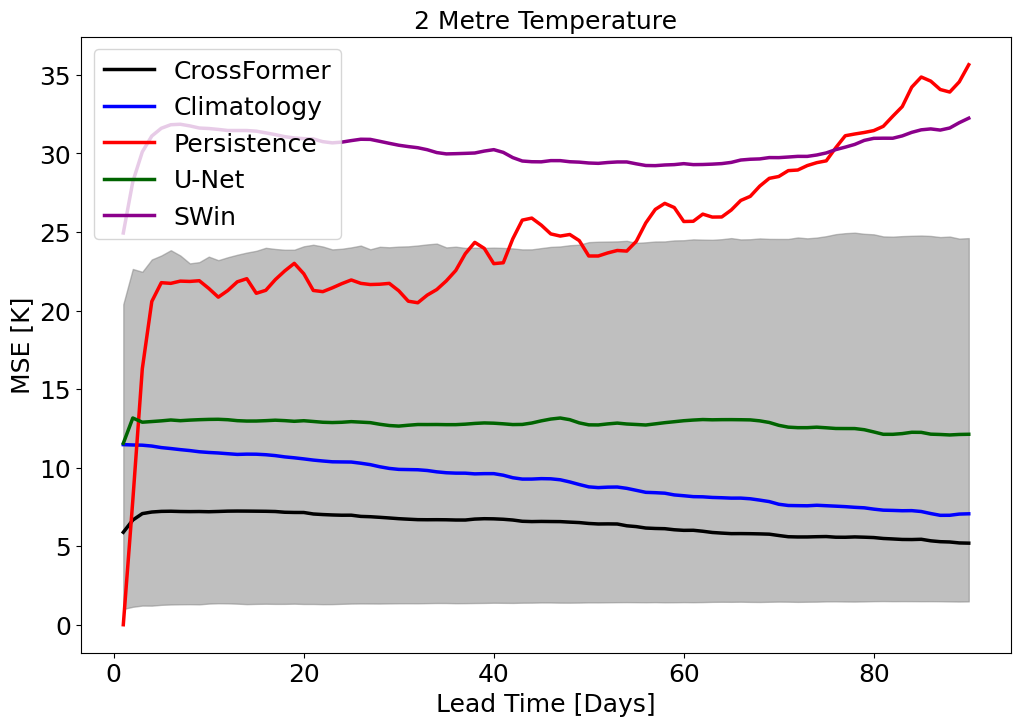 2 Metre Temperature
CrossFormer
Climatology
Persistence
U-Net
SWin
MSE [K]
35
30
25
20
15
10
5
0
0 20 40 60 80
Lead Time [Days]